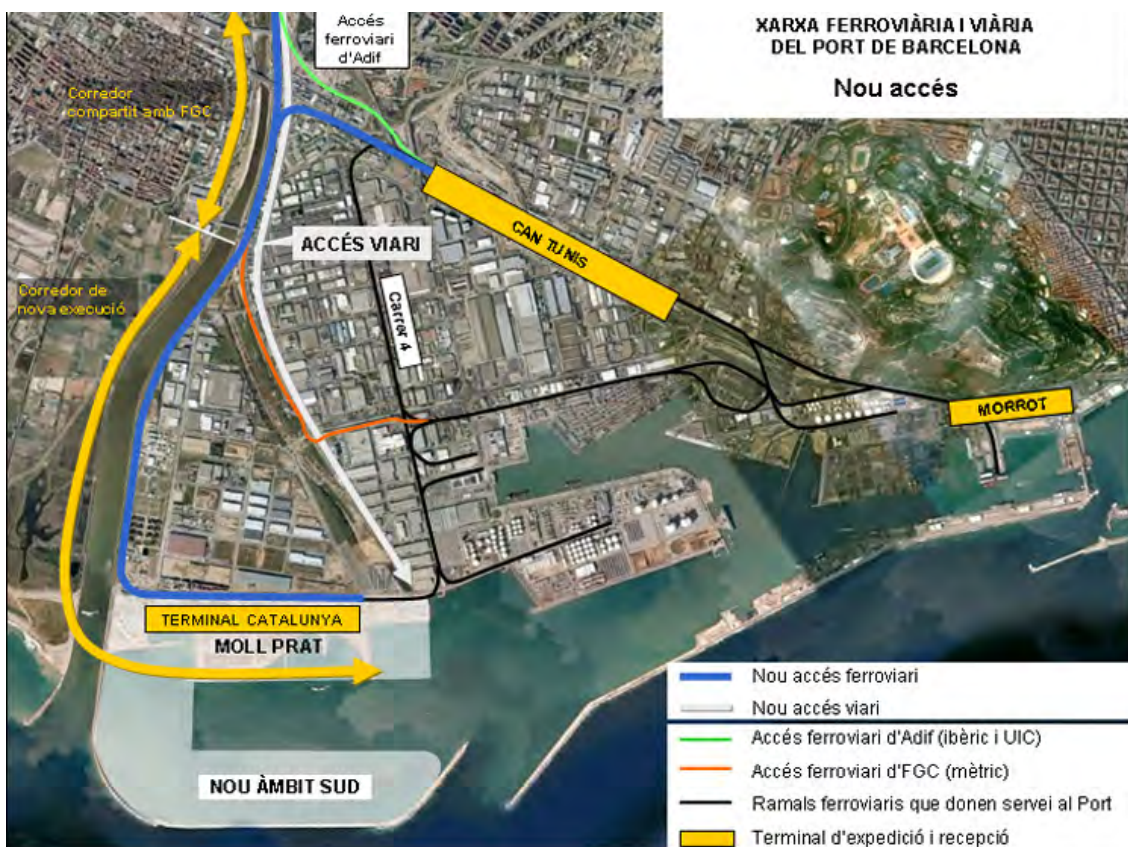 Accés
ferroviari
d'Adif
XARXA FERROVIÀRIA I VIÀRIA
DEL PORT DE BARCELONA
Nou accés
Corredor
compartit amb FGC
ACCÉS VIARI
CAN TUNIS
Corredor de
nova execució
Carrer 4
MORROT
TERMINAL CATALUNYA
MOLL PRAT
NOU ÀMBIT SUD
Nou accés ferroviari
Nou accés viari
Accés ferroviari d'Adif (ibèric i UIC)
Accés ferroviari d'FGC (mètric)
Ramals ferroviaris que donen servei al Port
Terminal d'expedició i recepció